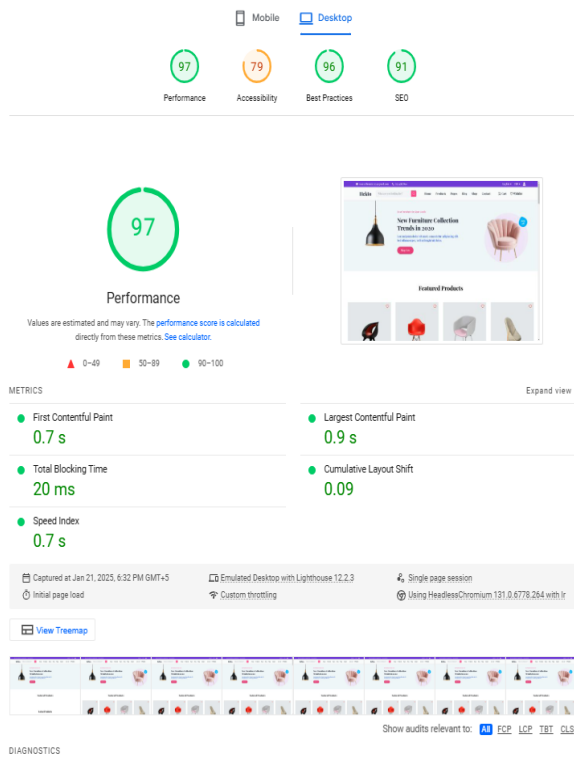 Mobile Desktop
97 79 96 91
Performance Accessibility Best Practices SEO
97
Performance
Values are estimated and may vary. The performance score is calculated
directly from these metrics. See calculator.
0–49 50–89 90–100
New Furniture Collection
Trends in 2020
Featured Products
METRICS Expand view
First Contentful Paint
0.7 s
Largest Contentful Paint
0.9 s
Total Blocking Time
20 ms
Cumulative Layout Shift
0.09
Speed Index
0.7 s
Captured at Jan 21, 2025, 6:32 PM GMT+5
Emulated Desktop with Lighthouse 12.2.3
Single page session
Initial page load
Custom throttling
Using HeadlessChromium 131.0.6778.264 with lr
View Treemap
Show audits relevant to: All FCP LCP TBT CLS
DIAGNOSTICS